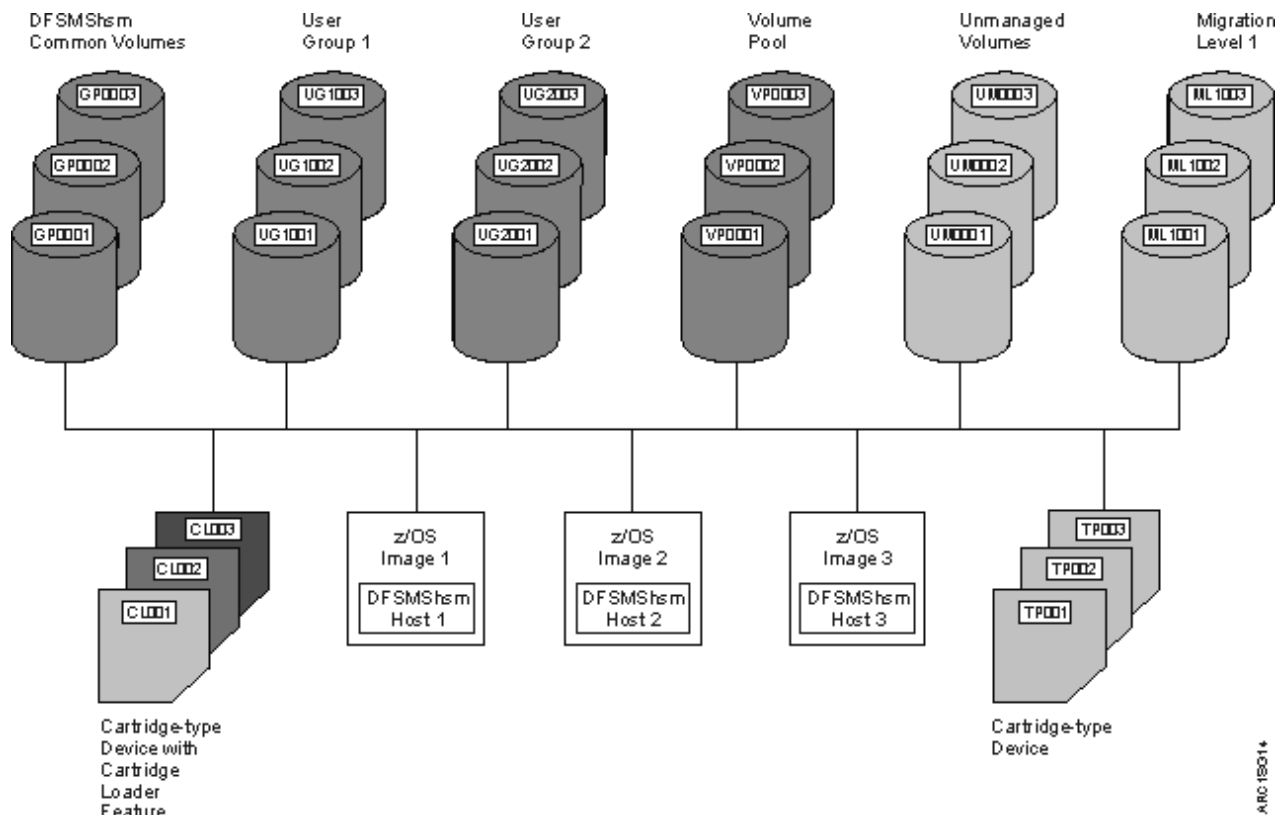 DFSMShsm
Common Volumes
User
Group 1
User
Group 2
Volume
Pool
Unmanaged
Volumes
Migration
Level 1
GP0003
GP0002
GP0001
UG1003
UG1002
UG1001
UG2003
UG2002
UG2001
VP0003
VP0002
VP0001
UM0003
UM0002
UM0001
ML1003
ML1002
ML1001
CL003
CL002
CL001
z/OS
Image 1
DFSMShsm
Host 1
z/OS
Image 2
DFSMShsm
Host 2
z/OS
Image 3
DFSMShsm
Host 3
TP003
TP002
TP001
Cartridge-type
Device with
Cartridge
Loader
Feature
Cartridge-type
Device